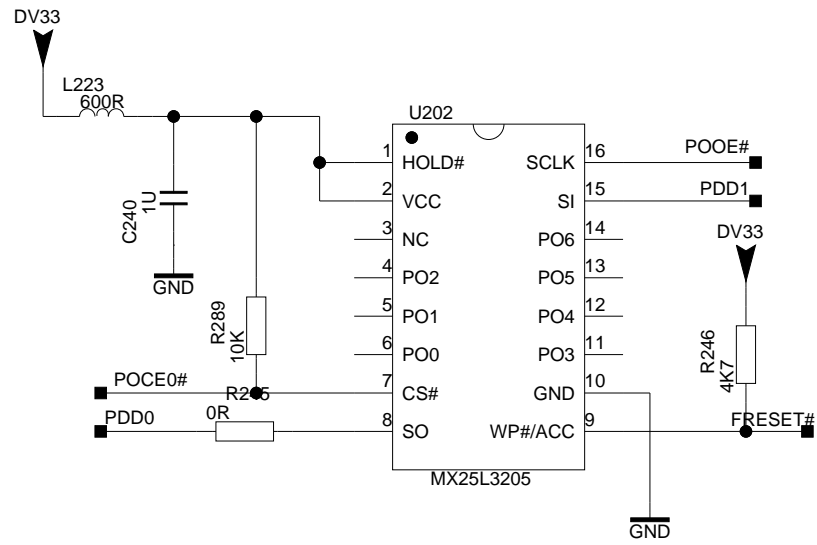 DV33
L223
600R
U202
1
HOLD#
SCLK
16
POOE#
2
VCC
SI
15
PDD1
C240
1U
3
NC
PO6
14
DV33
4
PO2
PO5
13
GND
5
PO1
PO4
12
R289
10K
R246
4K7
6
PO0
PO3
11
POCE0#
7
CS#
GND
10
0R
PDD0
8
SO
WP#/ACC
9
FRESET#
MX25L3205
GND